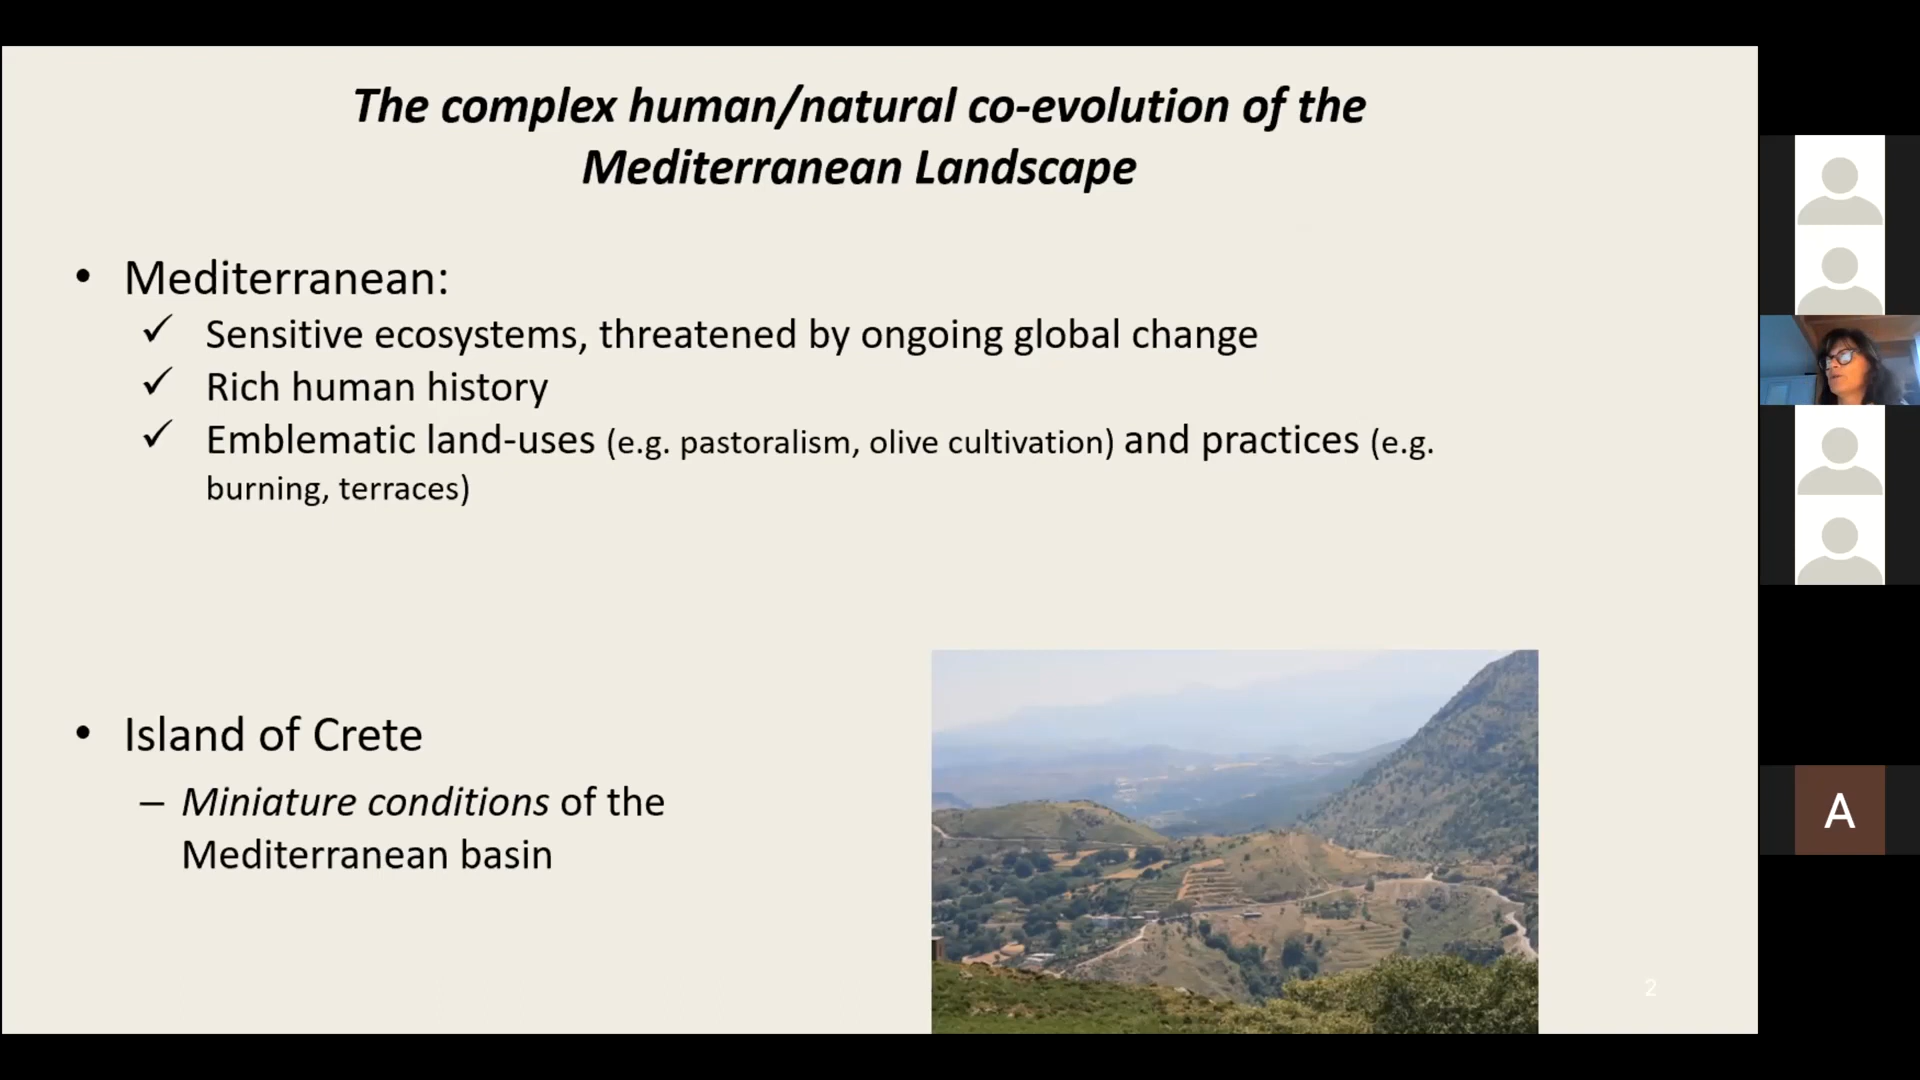 The complex human/natural co-evolution of the
Mediterranean Landscape
• Mediterranean:
✓ Sensitive ecosystems, threatened by ongoing global change
✓ Rich human history
✓ Emblematic land-uses (e.g. pastoralism, olive cultivation) and practices (e.g.
burning, terraces)
• Island of Crete
– Miniature conditions of the
Mediterranean basin
2
A